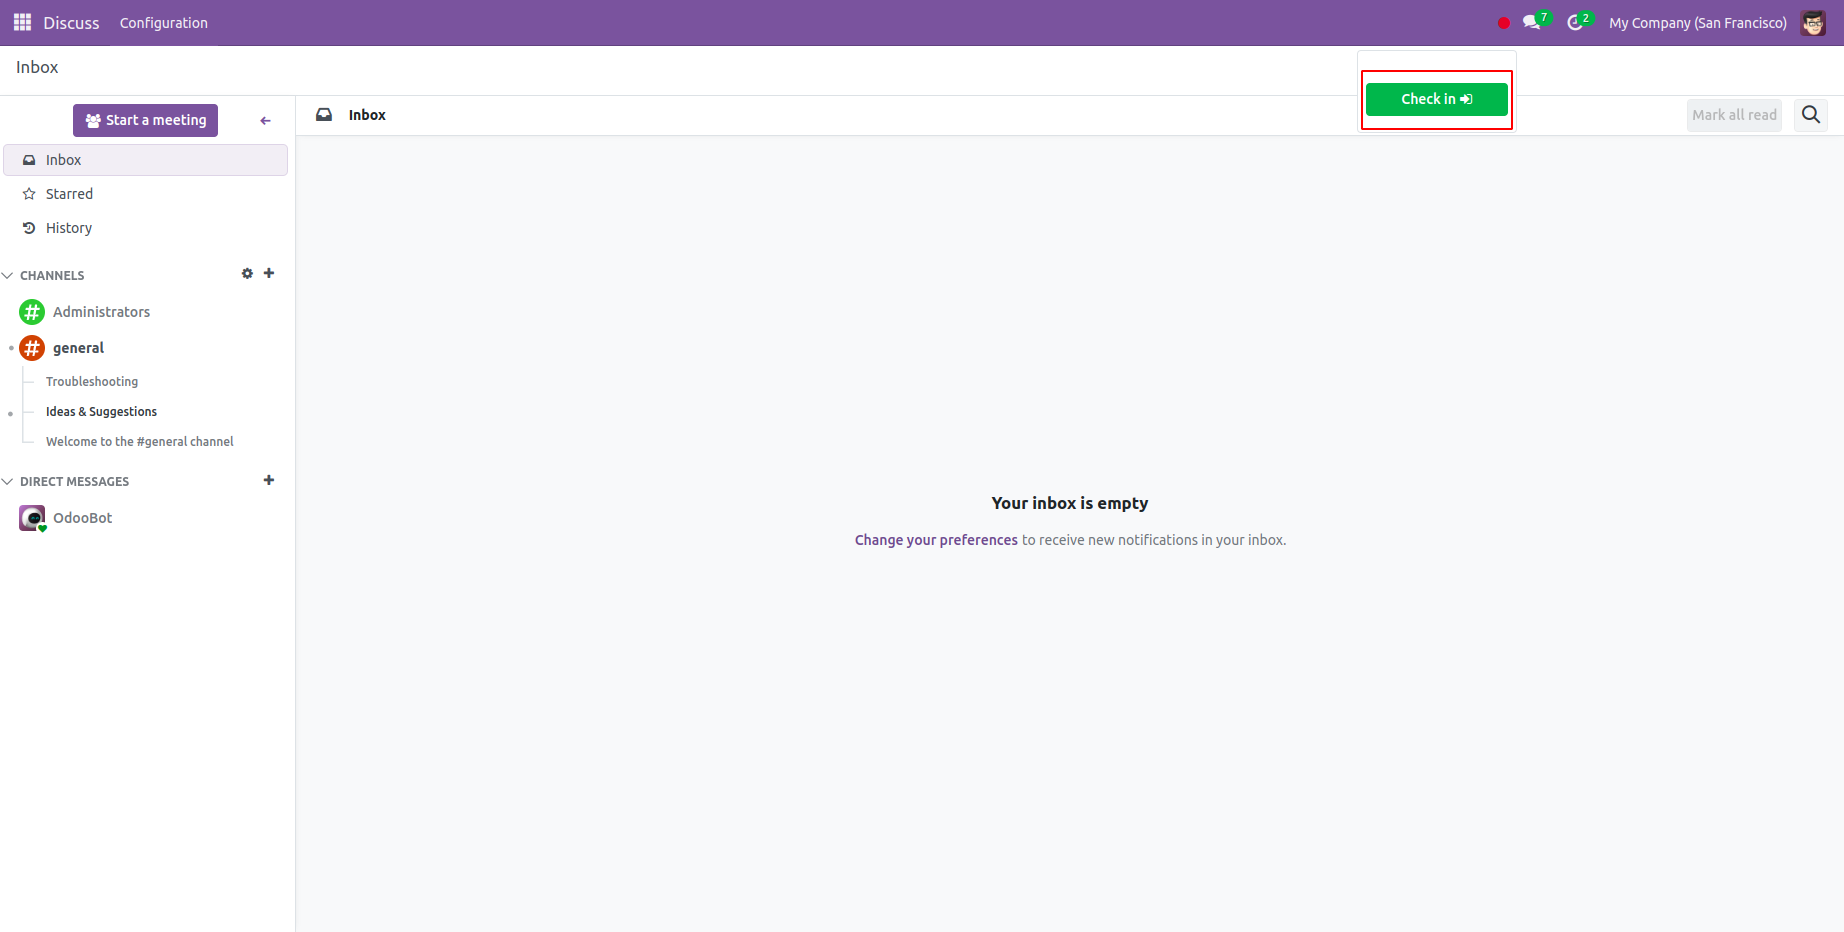 Discuss
Configuration
7
2
My Company (San Francisco)
Inbox
Check in
Start a meeting
Inbox
Mark all read
Inbox
Starred
History
CHANNELS
Administrators
general
Troubleshooting
Ideas & Suggestions
Welcome to the #general channel
DIRECT MESSAGES
OdooBot
Your inbox is empty
Change your preferences to receive new notifications in your inbox.